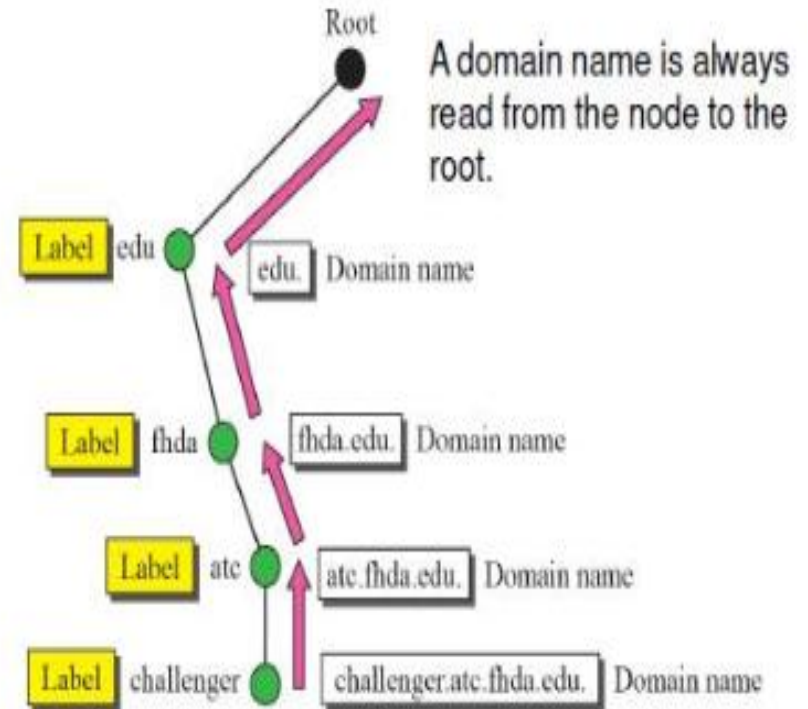 Root
A domain name is always
read from the node to the
root.
Label edu
edu. Domain name
Label fhda
fhda.edu. Domain name
Label atc
atc.fhda.edu. Domain name
Label challenger
challenger.atc.fhda.edu. Domain name